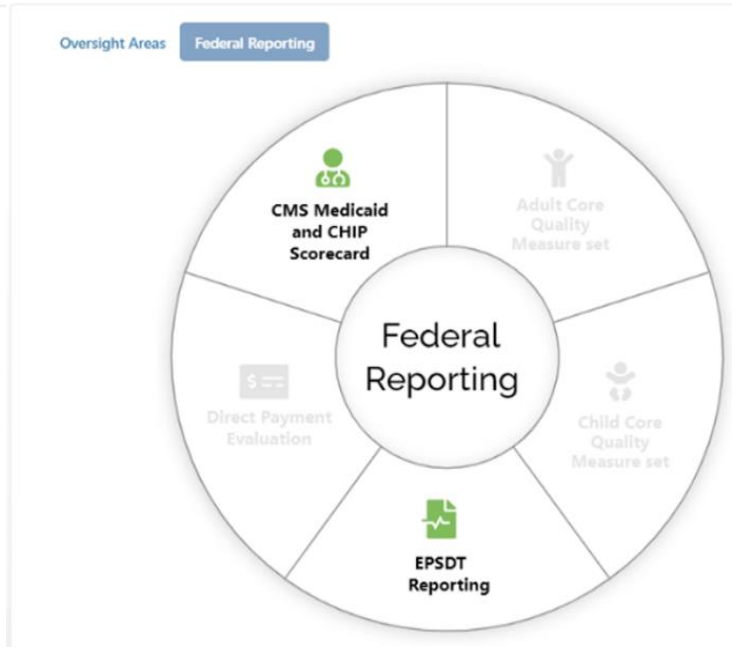 Oversight Areas
Federal Reporting
CMS Medicaid
and CHIP
Scorecard
Adult Core
Quality
Measure set
Federal
Reporting
$
Direct Payment
Evaluation
Child Core
Quality
Measure set
EPSDT
Reporting